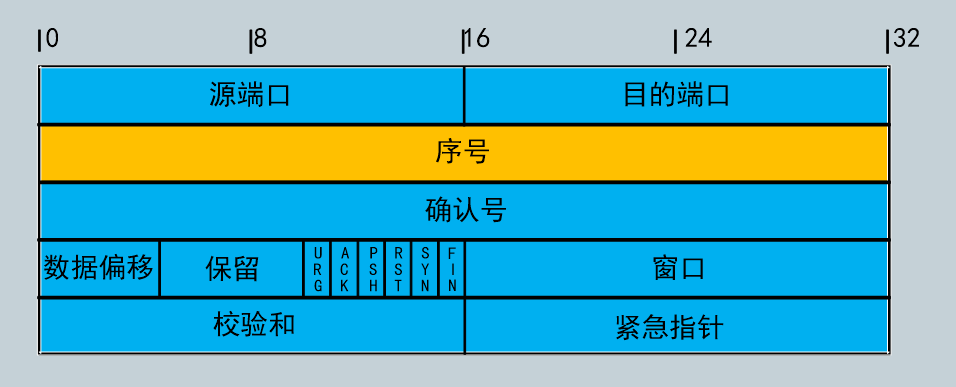 0 8 16 24 32
源端口 目的端口
序号
确认号
数据偏移 保留 URG ACK PSH RST SYN FIN 窗口
校验和 紧急指针